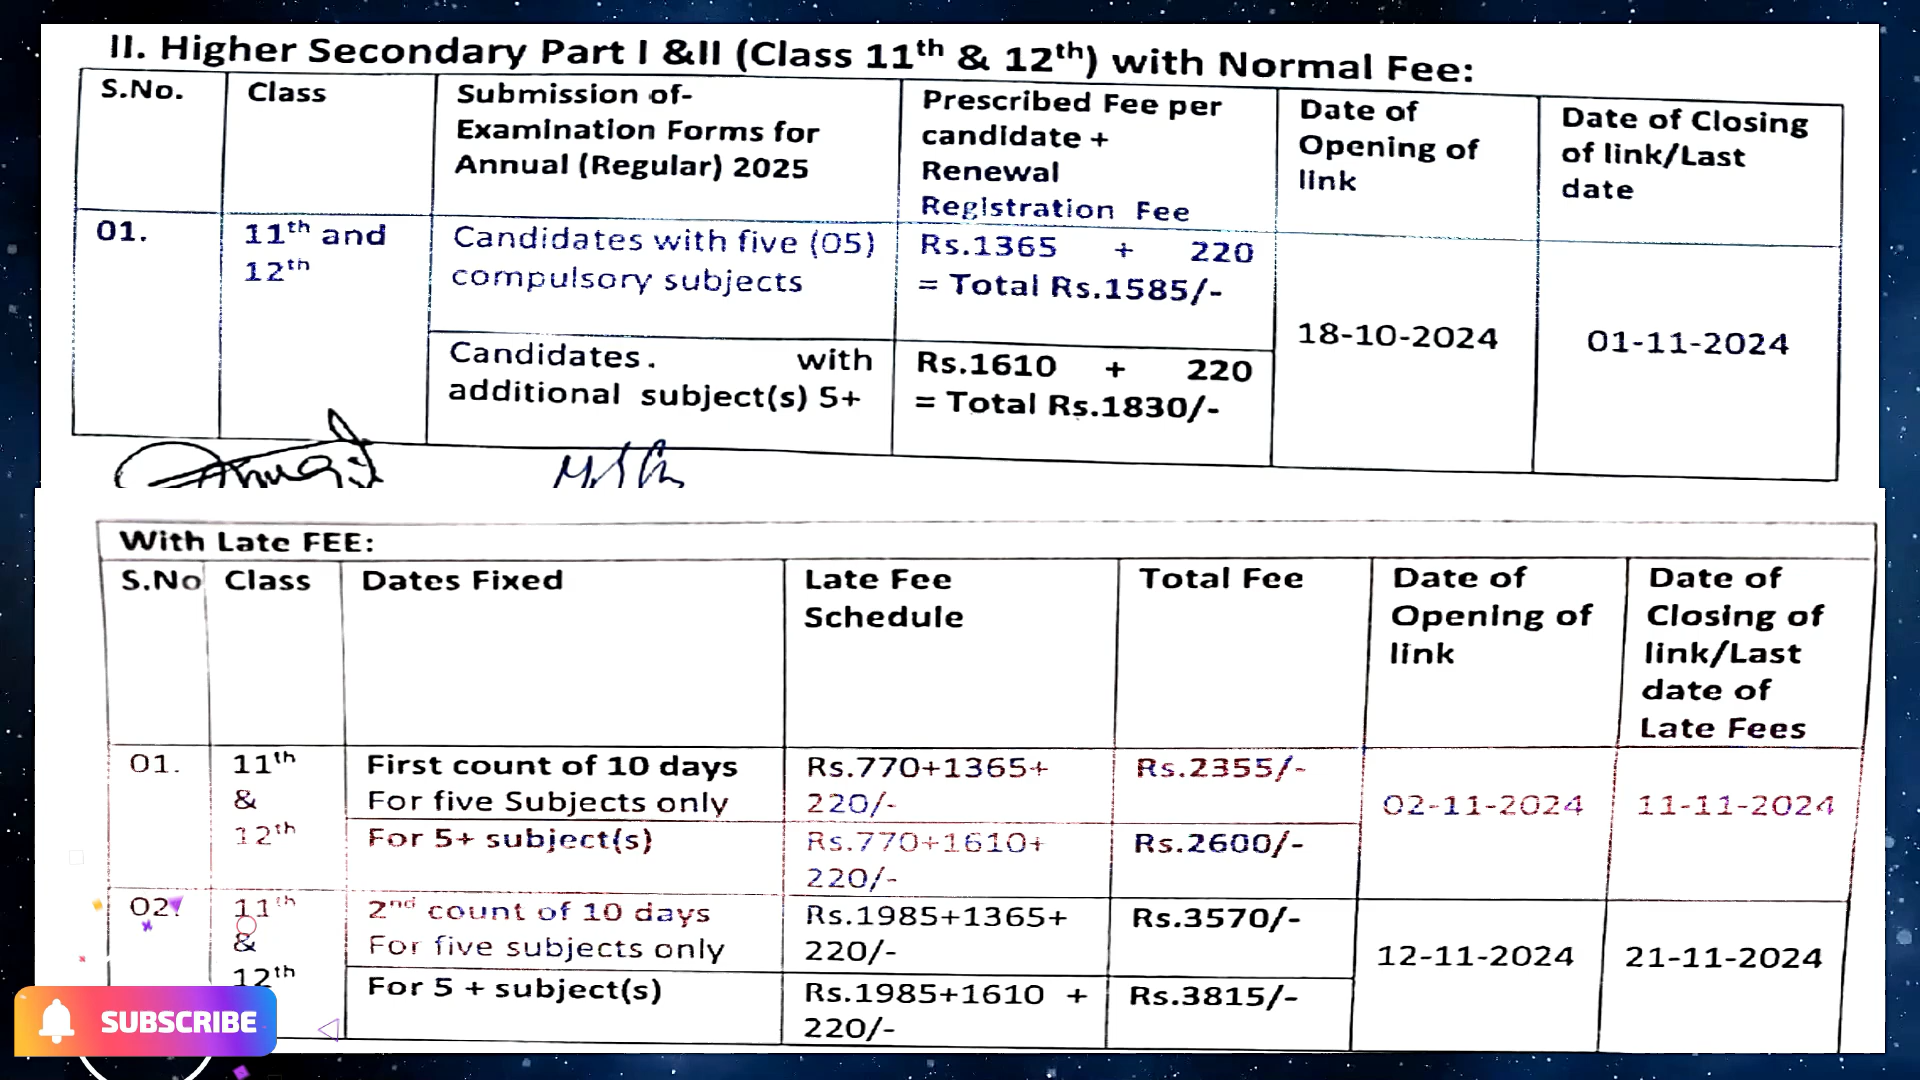 II. Higher Secondary Part I &II (Class 11th & 12th) with Normal Fee:
S.No.
Class
Submission of-
Examination Forms for
Annual (Regular) 2025
Prescribed Fee per
candidate +
Renewal
Registration Fee
Date of
Opening of
link
Date of Closing
of link/Last
date
01.
11th and
12th
Candidates with five (05)
compulsory subjects
Rs.1365 + 220
= Total Rs.1585/-
18-10-2024
01-11-2024
Candidates. with
additional subject(s) 5+
Rs.1610 + 220
= Total Rs.1830/-
With Late FEE:
S.No
Class
Dates Fixed
Late Fee
Schedule
Total Fee
Date of
Opening of
link
Date of
Closing of
link/Last
date of
Late Fees
01.
11th
&
12th
First count of 10 days
For five Subjects only
Rs.770+1365+
220/-
Rs.2355/-
02-11-2024
11-11-2024
For 5+ subject(s)
Rs.770+1610+
220/-
Rs.2600/-
02.
11th
&
12th
2nd count of 10 days
For five subjects only
Rs.1985+1365+
220/-
Rs.3570/-
12-11-2024
21-11-2024
For 5 + subject(s)
Rs.1985+1610 +
220/-
Rs.3815/-
SUBSCRIBE